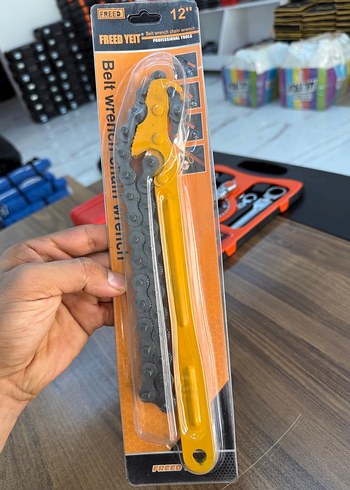 FREED
12"
FREED YEIT
Belt wrench chain wrench
PROFESSIONAL TOOLS
Belt wrench chain wrench
FREED